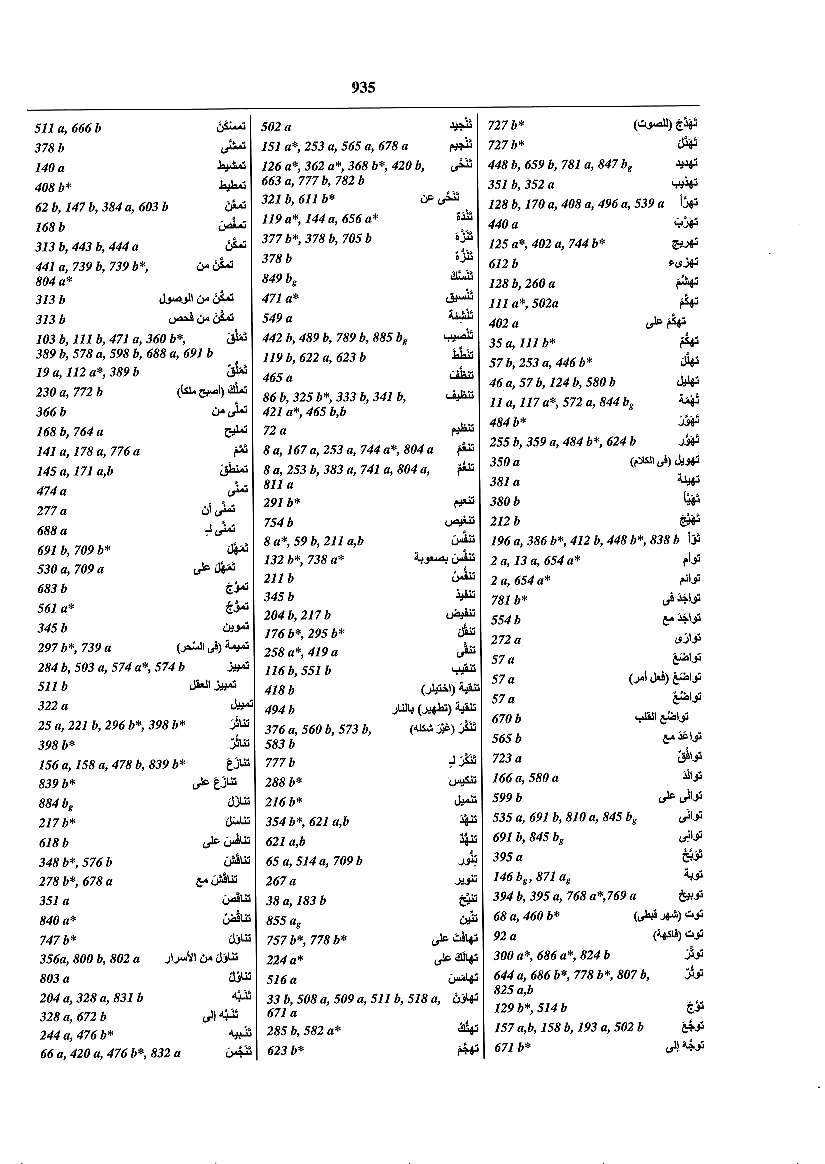 935
511 a, 666 b تمسكن
378 b تمشّى
140 a تمشيط
408 b* تمطيط
62 b, 147 b, 384 a, 603 b تمعّن
168 b تمغّص
313 b, 443 b, 444 a تمكّن
441 a, 739 b, 739 b*, تمكّن من
804 a*
313 b تمكّن من الوصول
313 b تمكّن من فحص
103 b, 111 b, 471 a, 360 b*, تملّق
389 b, 578 a, 598 b, 688 a, 691 b
19 a, 112 a*, 389 b تملّق
230 a, 772 b تملّك (اصبح ملكا)
366 b تملّى من
168 b, 764 a تمليح
141 a, 178 a, 776 a تمّم
145 a, 171 a,b تمنطق
474 a تمنّى
277 a تمنّى أن
688 a تمنّى لـ
691 b, 709 b* تمهّل
530 a, 709 a تمهّل على
683 b تموّج
561 a* تموّج
345 b تموين
297 b*, 739 a تميمة (فى السّحر)
284 b, 503 a, 574 a*, 574 b تمييز
511 b تمييز العقل
322 a تمييل
25 a, 221 b, 296 b*, 398 b* تناثر
398 b* تناثر
156 a, 158 a, 478 b, 839 b* تنازع
839 b* تنازع على
884 bg تنازل
217 b* تناسل
618 b تنافس على
348 b*, 576 b تناقش
278 b*, 678 a تناقش مع
351 a تناقص
840 a* تناقض
747 b* تناول
356a, 800 b, 802 a تناول من الأسرار
803 a تناول
204 a, 328 a, 831 b تنبّه
328 a, 672 b تنبّه إلى
244 a, 476 b* تنبيه
66 a, 420 a, 476 b*, 832 a تنجّس
502 a تنجيد
151 a*, 253 a, 565 a, 678 a تنجيم
126 a*, 362 a*, 368 b*, 420 b, تنحّى
663 a, 777 b, 782 b
321 b, 611 b* تنحّى عن
119 a*, 144 a, 656 a* تندّة
377 b*, 378 b, 705 b تنزّه
378 b تنزّه
849 bg تنسّك
471 a* تنسيق
549 a تنشئة
442 b, 489 b, 789 b, 885 bg تنصيب
119 b, 622 a, 623 b تنطّط
465 a تنظّف
86 b, 325 b*, 333 b, 341 b, تنظيف
421 a*, 465 b,b
72 a تنظيم
8 a, 167 a, 253 a, 744 a*, 804 a تنغّم
8 a, 253 b, 383 a, 741 a, 804 a, تنغّم
811 a
291 b* تنعيم
754 b تنغيص
8 a*, 59 b, 211 a,b تنفّس
132 b*, 738 a* تنفّس بصعوبة
211 b تنفّس
345 b تنفيذ
204 b, 217 b تنفيض
176 b*, 295 b* تنقّل
258 a*, 419 a تنقّى
116 b, 551 b تنقيب
418 b تنقية (اختيار)
494 b تنقية (تطهير) بالنار
376 a, 560 b, 573 b, تنكّر (غيّر شكله)
583 b
777 b تنكّر لـ
288 b* تنكيس
216 b* تنميل
354 b*, 621 a,b تنهّد
621 a,b تنهّد
65 a, 514 a, 709 b تنّور
267 a تنوير
38 a, 183 b تنيّح
855 ag تنّين
757 b*, 778 b* تهافت على
224 a* تهالك على
516 a تهامس
33 b, 508 a, 509 a, 511 b, 518 a, تهاون
671 a
285 b, 582 a* تهتّك
623 b* تهجّم
727 b* تهدّج (للصوت)
727 b* تهدّل
448 b, 659 b, 781 a, 847 bg تهديد
351 b, 352 a تهذيب
128 b, 170 a, 408 a, 496 a, 539 a تهرّأ
440 a تهرّب
125 a*, 402 a, 744 b* تهريج
612 b تهزىء
128 b, 260 a تهشّم
111 a*, 502a تهكّم
402 a تهكّم على
35 a, 111 b* تهكّم
57 b, 253 a, 446 b* تهلّل
46 a, 57 b, 124 b, 580 b تهليل
11 a, 117 a*, 572 a, 844 bg تهمة
484 b* تهوّر
255 b, 359 a, 484 b*, 624 b تهوّر
350 a تهويل (فى الكلام)
381 a تهيئة
380 b تهيّأ
212 b تهيّج
196 a, 386 b*, 412 b, 448 b*, 838 b توّأ
2 a, 13 a, 654 a* توأم
2 a, 654 a* توائم
781 b* تواجد فى
554 b تواجد مع
272 a توارى
57 a تواضع
57 a تواضع (فعل أمر)
57 a تواضع
670 b تواضع القلب
565 b تواعد مع
723 a توافق
166 a, 580 a توالد
599 b توالى على
535 a, 691 b, 810 a, 845 bg توانى
691 b, 845 bg توانى
395 a توبّخ
146 bg, 871 ag توبة
394 b, 395 a, 768 a*,769 a توبيخ
68 a, 460 b* توت (شهر قبطى)
92 a توت (فاكهة)
300 a*, 686 a*, 824 b توتّر
644 a, 686 b*, 778 b*, 807 b, توتّر
825 a,b
129 b*, 514 b توّج
157 a,b, 158 b, 193 a, 502 b توجّع
671 b* توجّه إلى